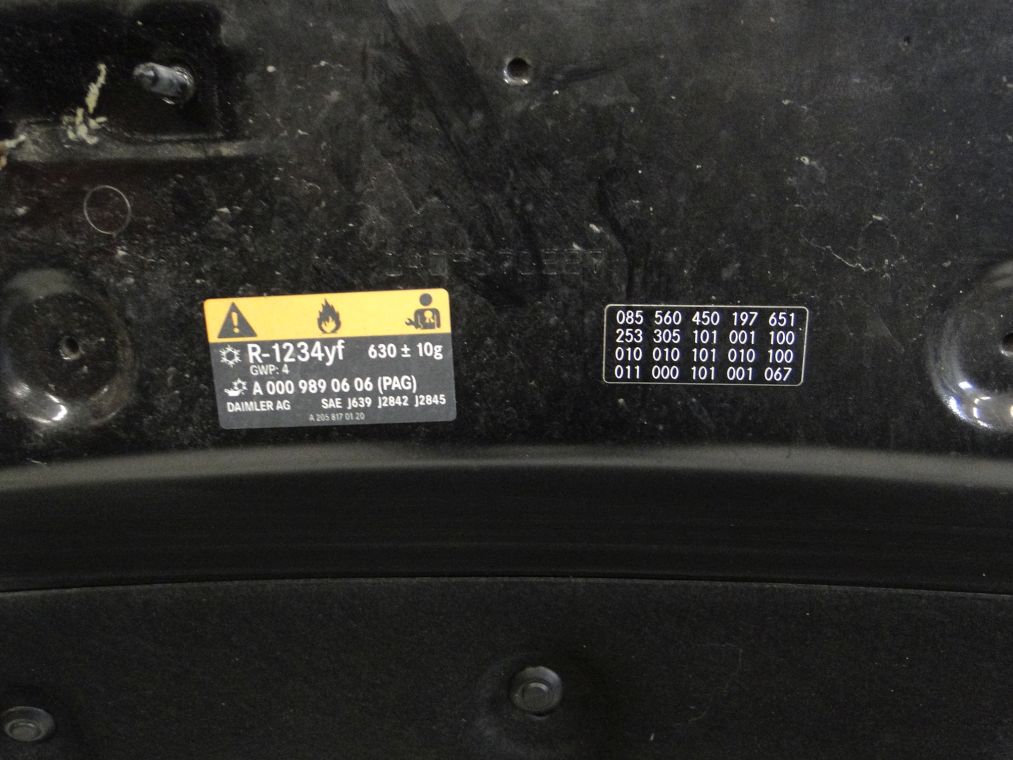 R-1234yf 630 ± 10g
GWP: 4
A 000 989 06 06 (PAG)
DAIMLER AG SAE J639 J2842 J2845
A 205 817 01 20
085 560 450 197 651
253 305 101 001 100
010 010 101 010 100
011 000 101 001 067